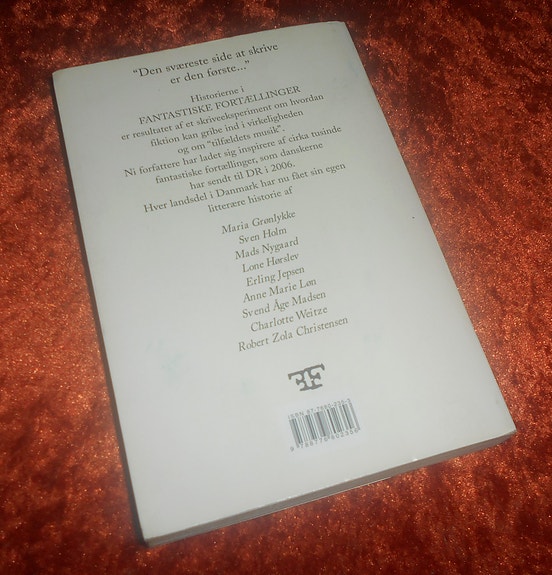 "Den sværeste side at skrive
er den første..."
Historierne i
FANTASTISKE FORTÆLLINGER
er resultatet af et skriveeksperiment om hvordan
fiktion kan gribe ind i virkeligheden
og om "tilfældets musik".
Ni forfattere har ladet sig inspirere af cirka tusinde
fantastiske fortællinger, som danskerne
har sendt til DR i 2006.
Hver landsdel i Danmark har nu fået sin egen
litterære historie af
Maria Grønlykke
Sven Holm
Mads Nygaard
Lone Hørslev
Erling Jepsen
Anne Marie Løn
Svend Åge Madsen
Charlotte Weitze
Robert Zola Christensen